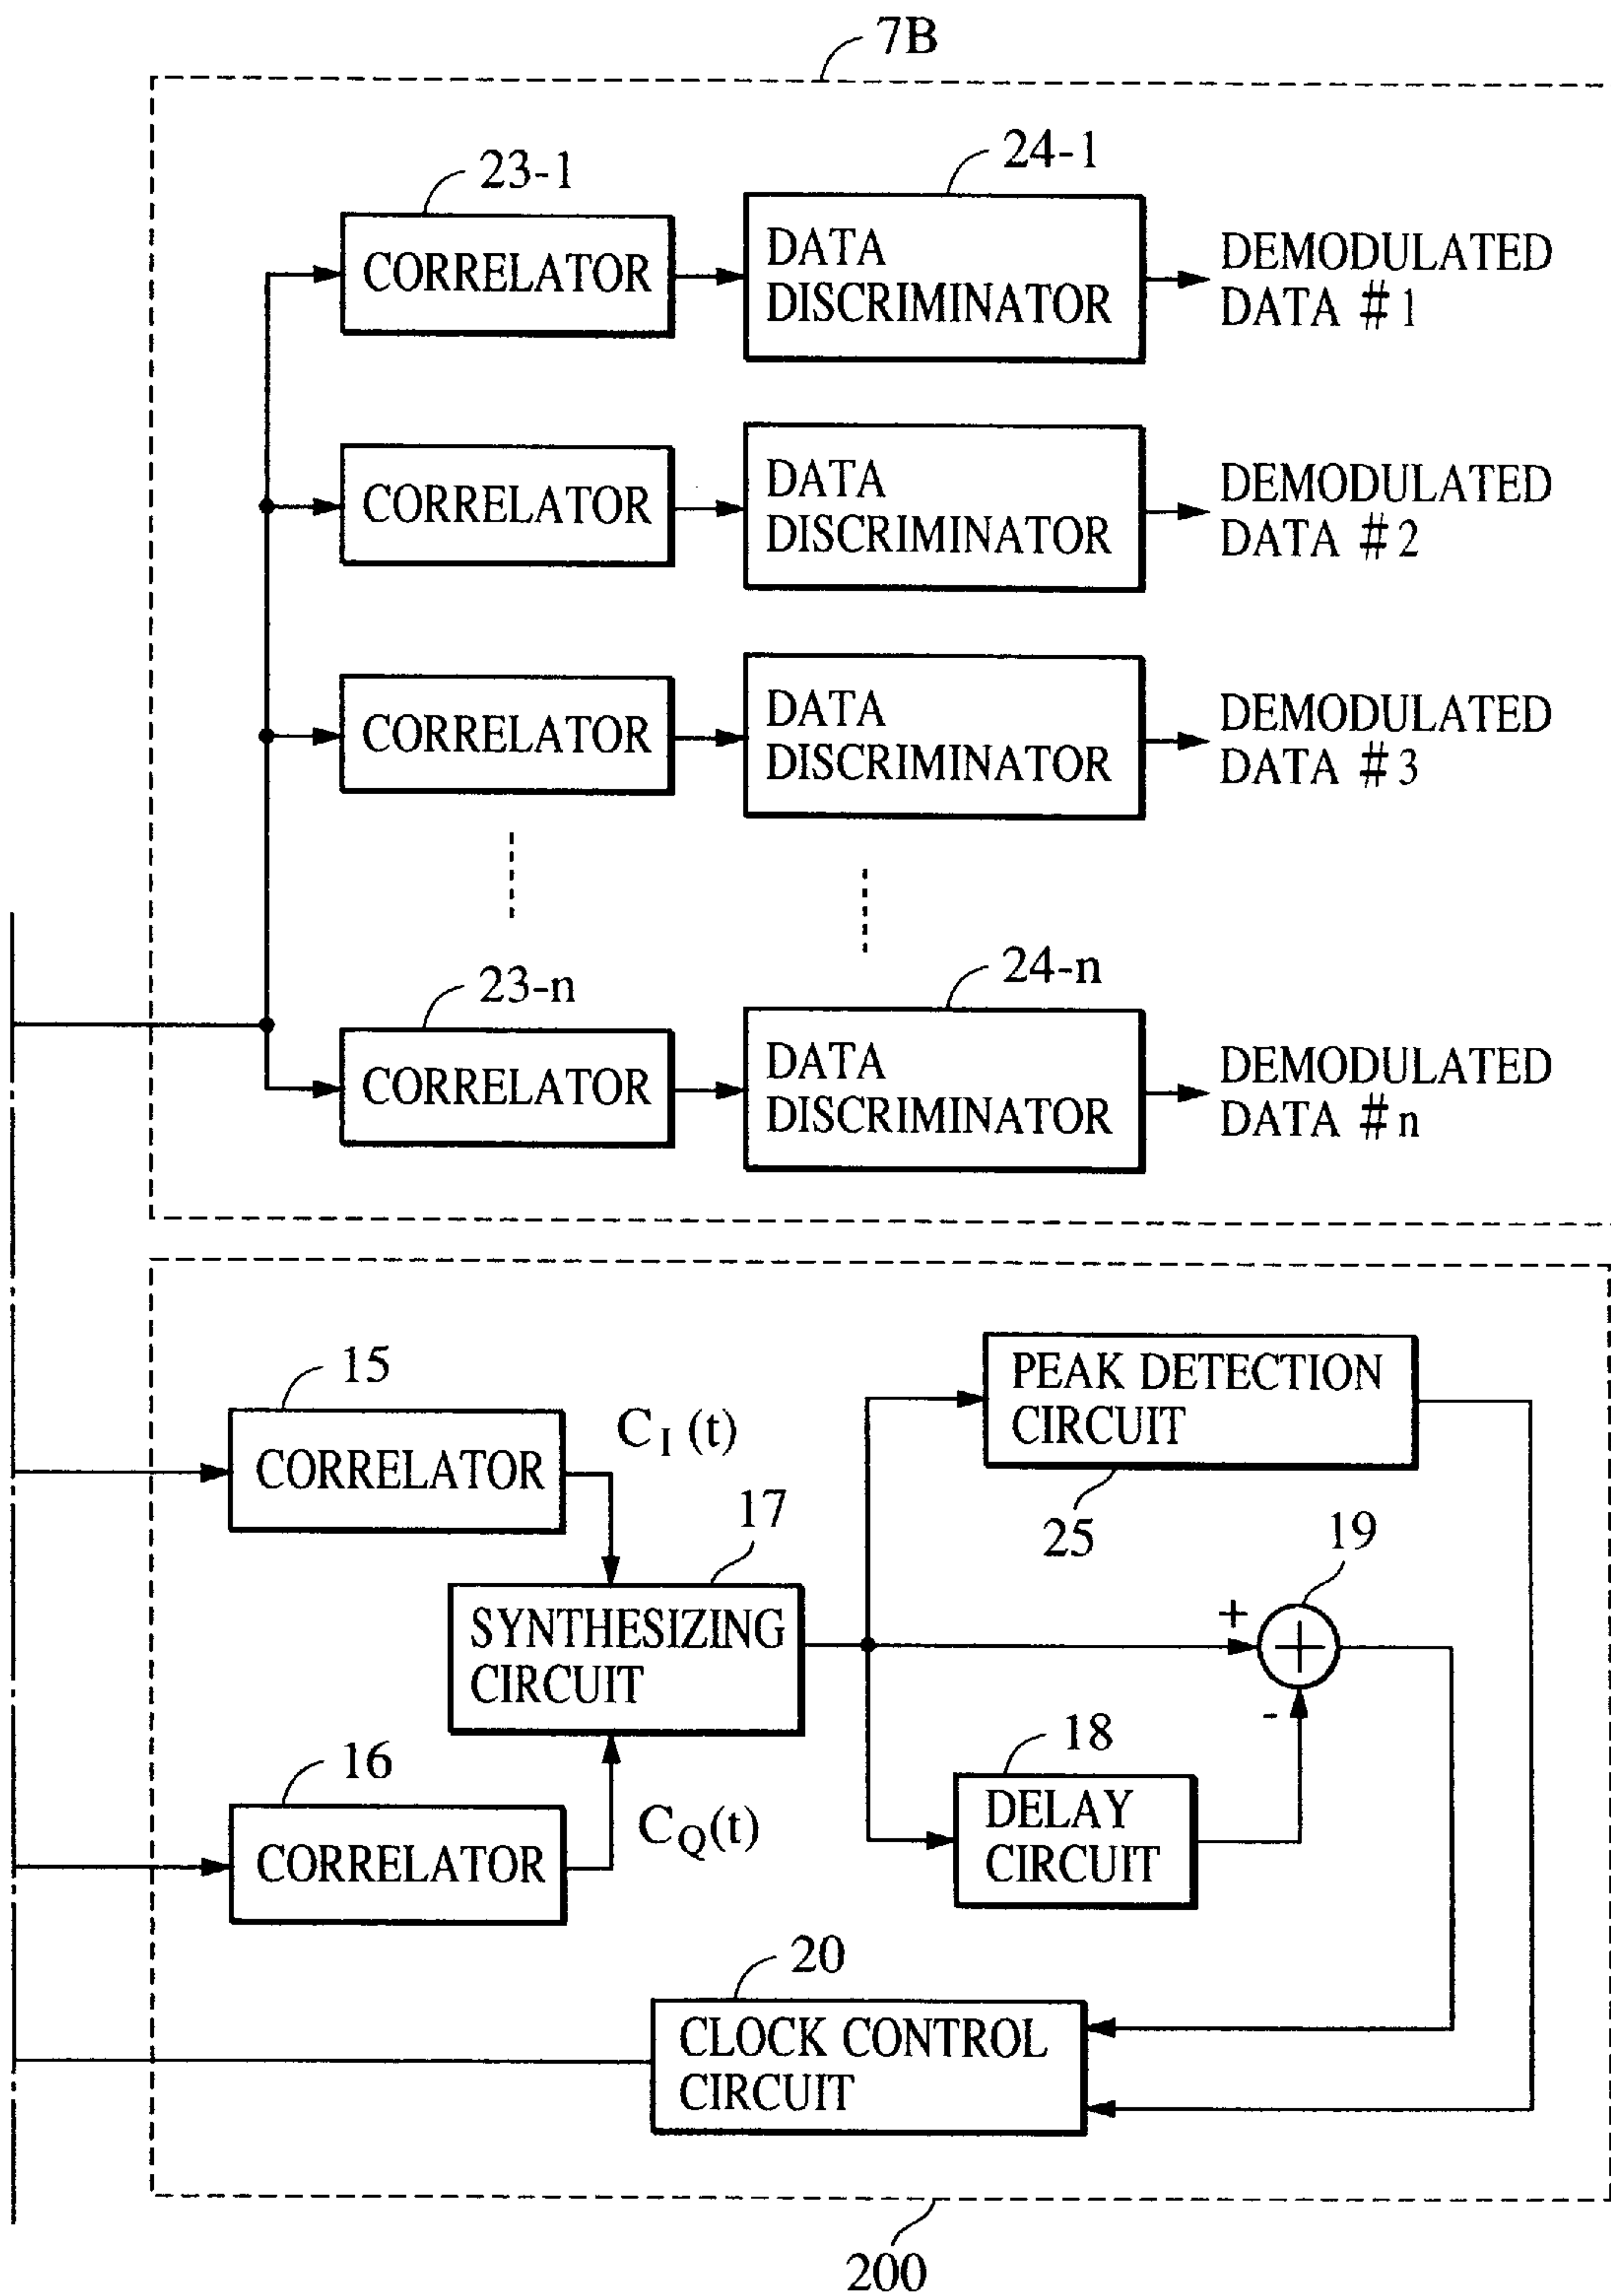 7B
23-1
24-1
CORRELATOR
DATA
DISCRIMINATOR
DEMODULATED
DATA #1
CORRELATOR
DATA
DISCRIMINATOR
DEMODULATED
DATA #2
CORRELATOR
DATA
DISCRIMINATOR
DEMODULATED
DATA #3
23-n
24-n
CORRELATOR
DATA
DISCRIMINATOR
DEMODULATED
DATA #n
15
CORRELATOR
C I (t)
PEAK DETECTION
CIRCUIT
25
17
19
SYNTHESIZING
CIRCUIT
+
+
-
16
CORRELATOR
C Q (t)
18
DELAY
CIRCUIT
20
CLOCK CONTROL
CIRCUIT
200